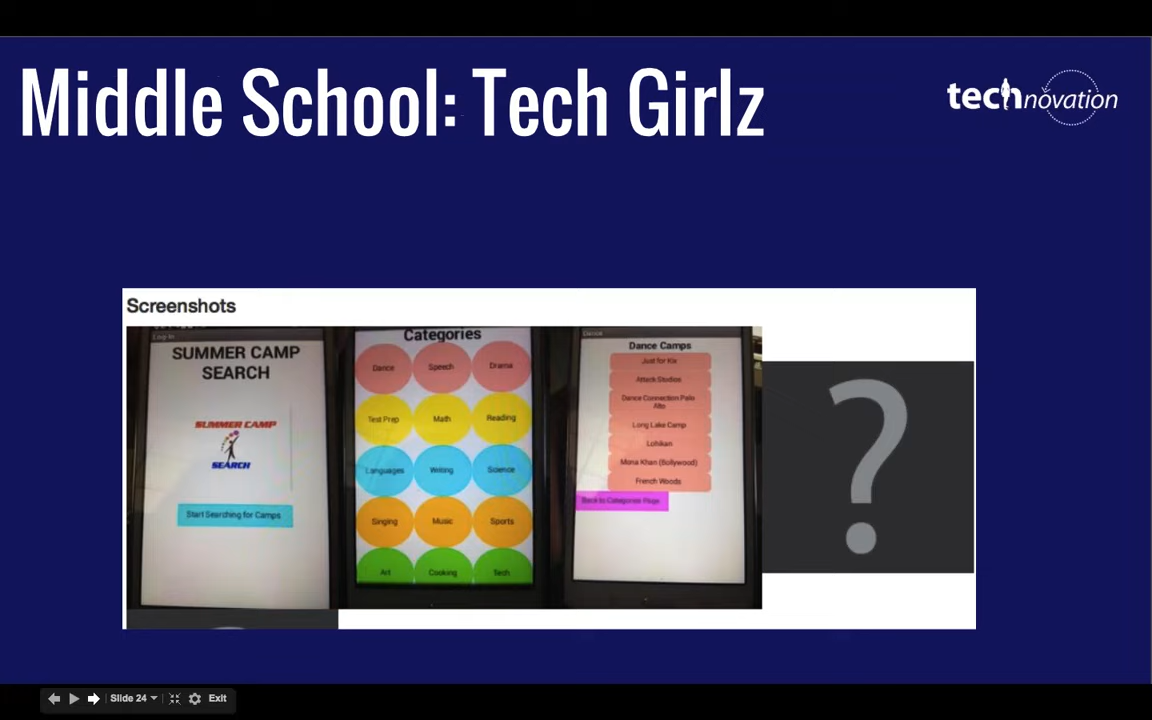 Middle School: Tech Girlz
technovation
Screenshots
Log In
SUMMER CAMP
SEARCH
SUMMER CAMP
SEARCH
Start Searching for Camps
Categories
Dance
Speech
Drama
Test Prep
Math
Reading
Languages
Writing
Science
Singing
Music
Sports
Art
Cooking
Tech
Dance
Dance Camps
Just for Kix
Attack Studios
Dance Connection Palo
Alto
Long Lake Camp
Lohikan
Mona Khan (Bollywood)
French Woods
Back to Categories Page
?
Slide 24
Exit